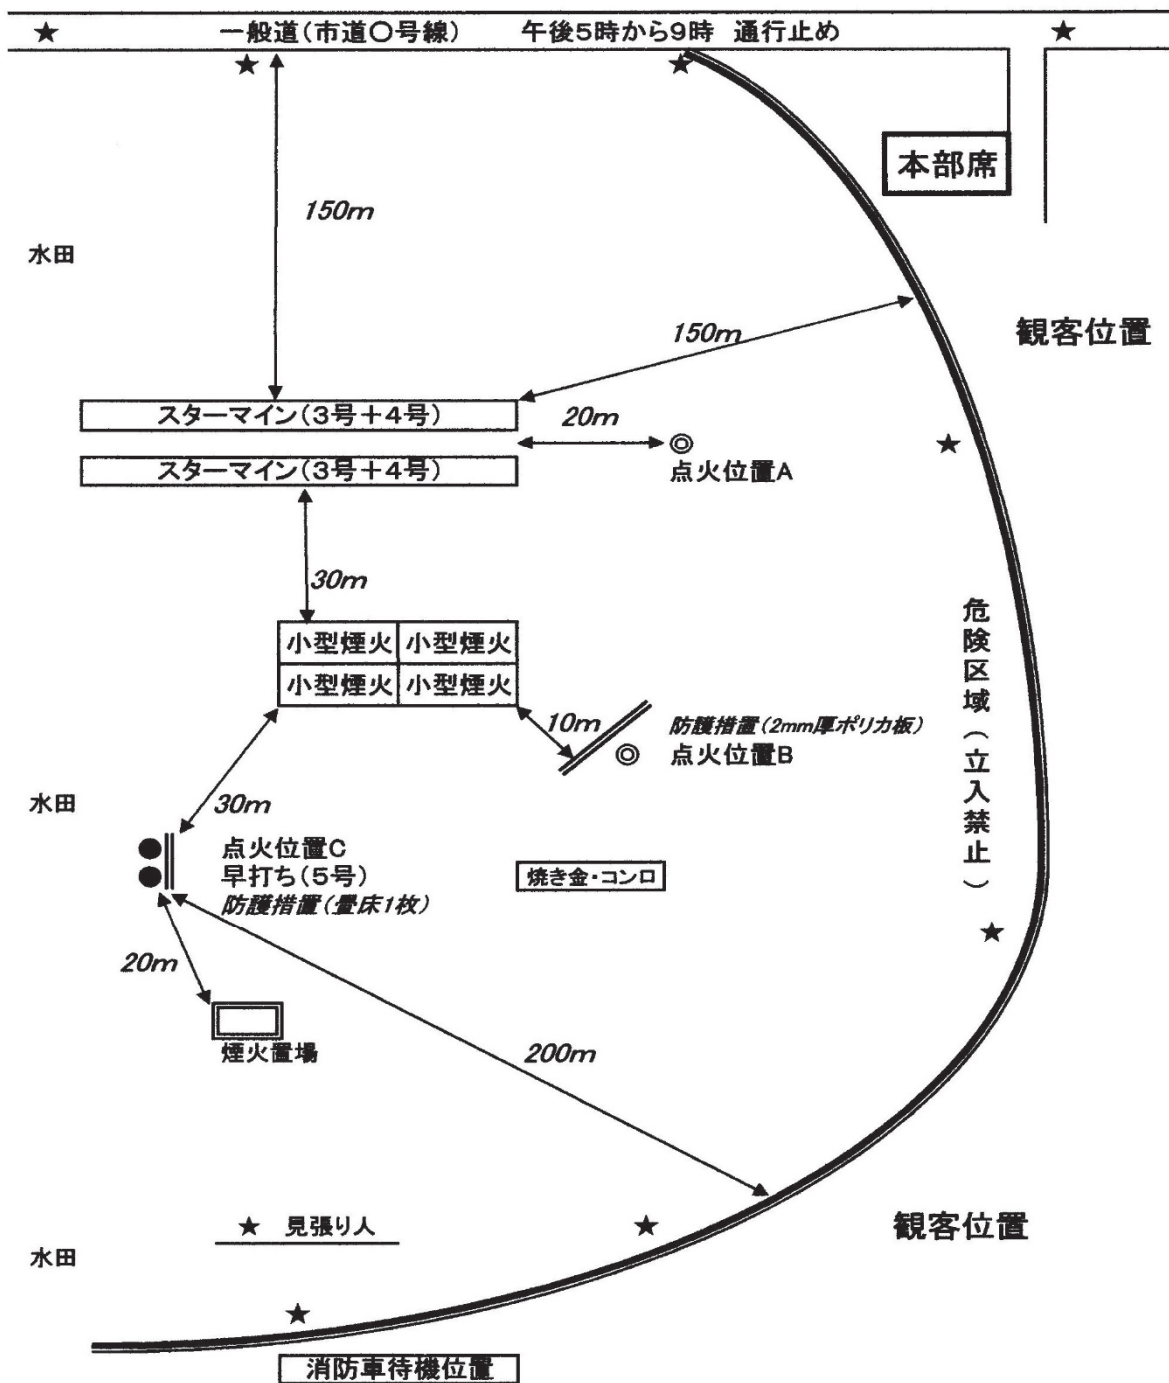 ★ 一般道(市道〇号線) 午後5時から9時 通行止め ★
★ ★
本部席
150m
水田
観客位置
150m
スターマイン(3号+4号)
20m
◎
スターマイン(3号+4号)
点火位置A
★
30m
危険区域(立入禁止)
小型煙火 小型煙火
小型煙火 小型煙火
10m
防護措置(2mm厚ポリカ板)
◎ 点火位置B
水田
30m
● 点火位置C
● 早打ち(5号)
防護措置(畳床1枚)
焼き金・コンロ
★
20m
煙火置場
200m
★ 見張り人
★
観客位置
水田
★
消防車待機位置